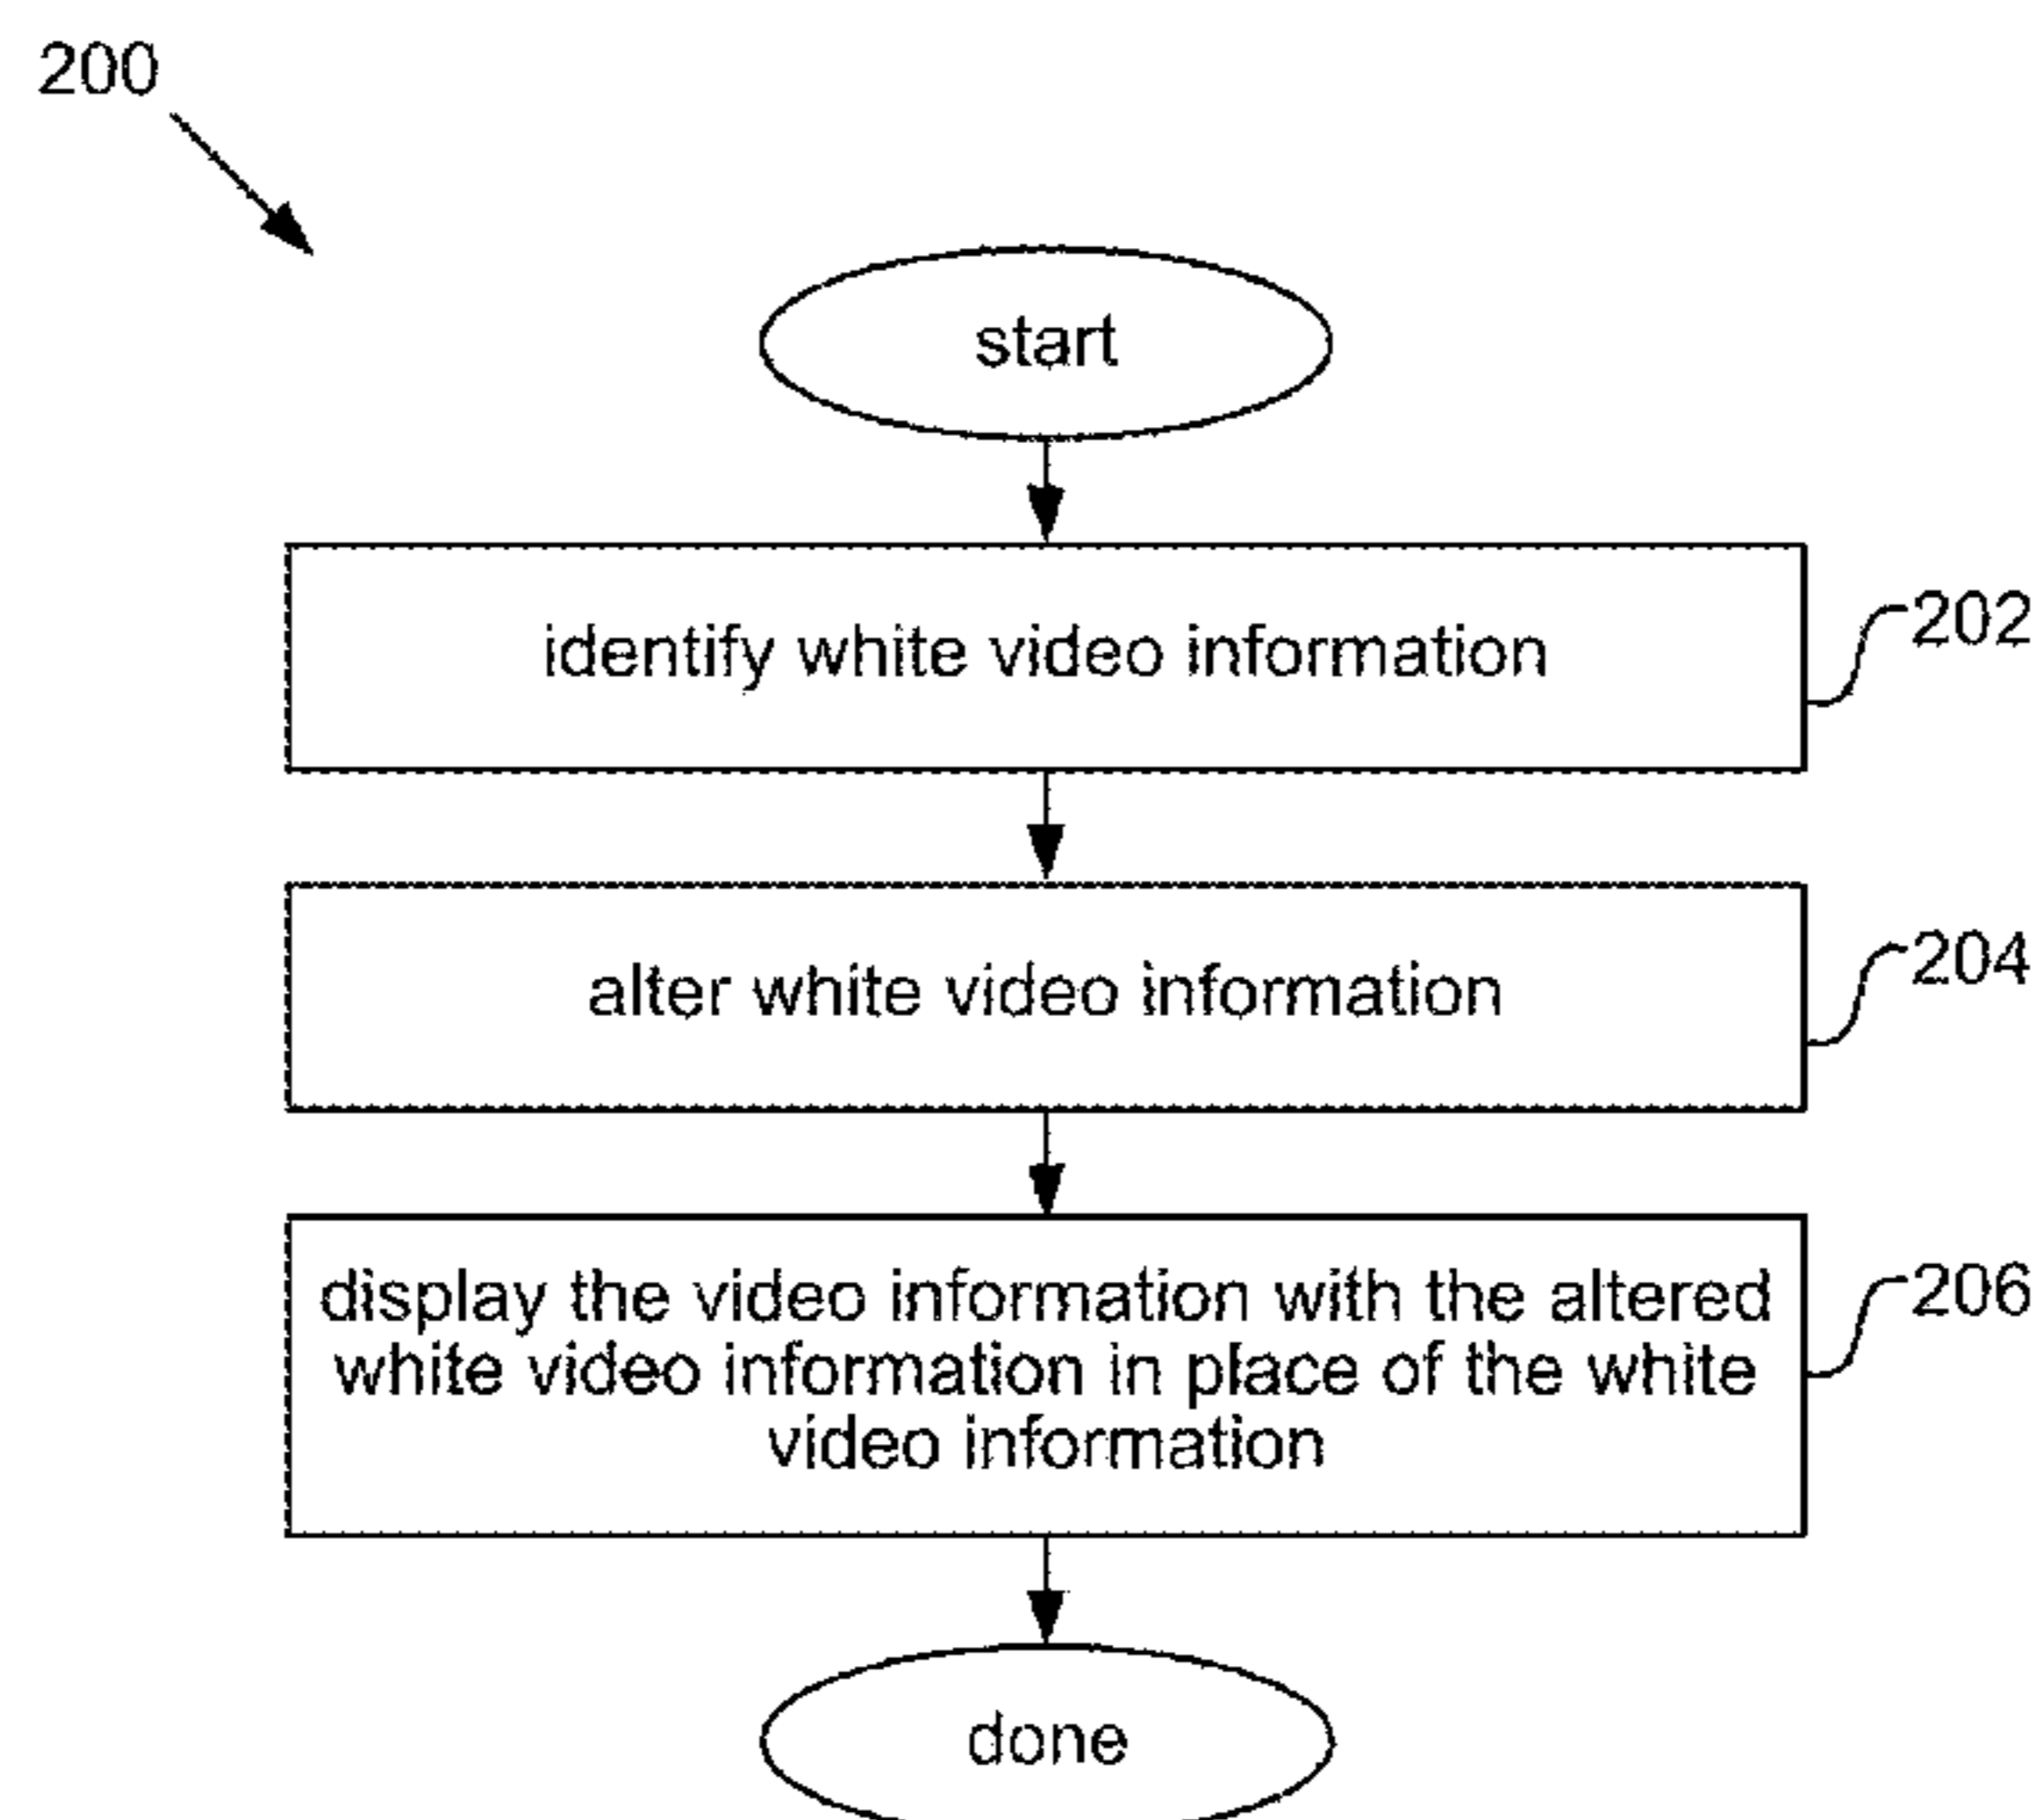 200
start
identify white video information
202
alter white video information
204
display the video information with the altered
white video information in place of the white
video information
206
done